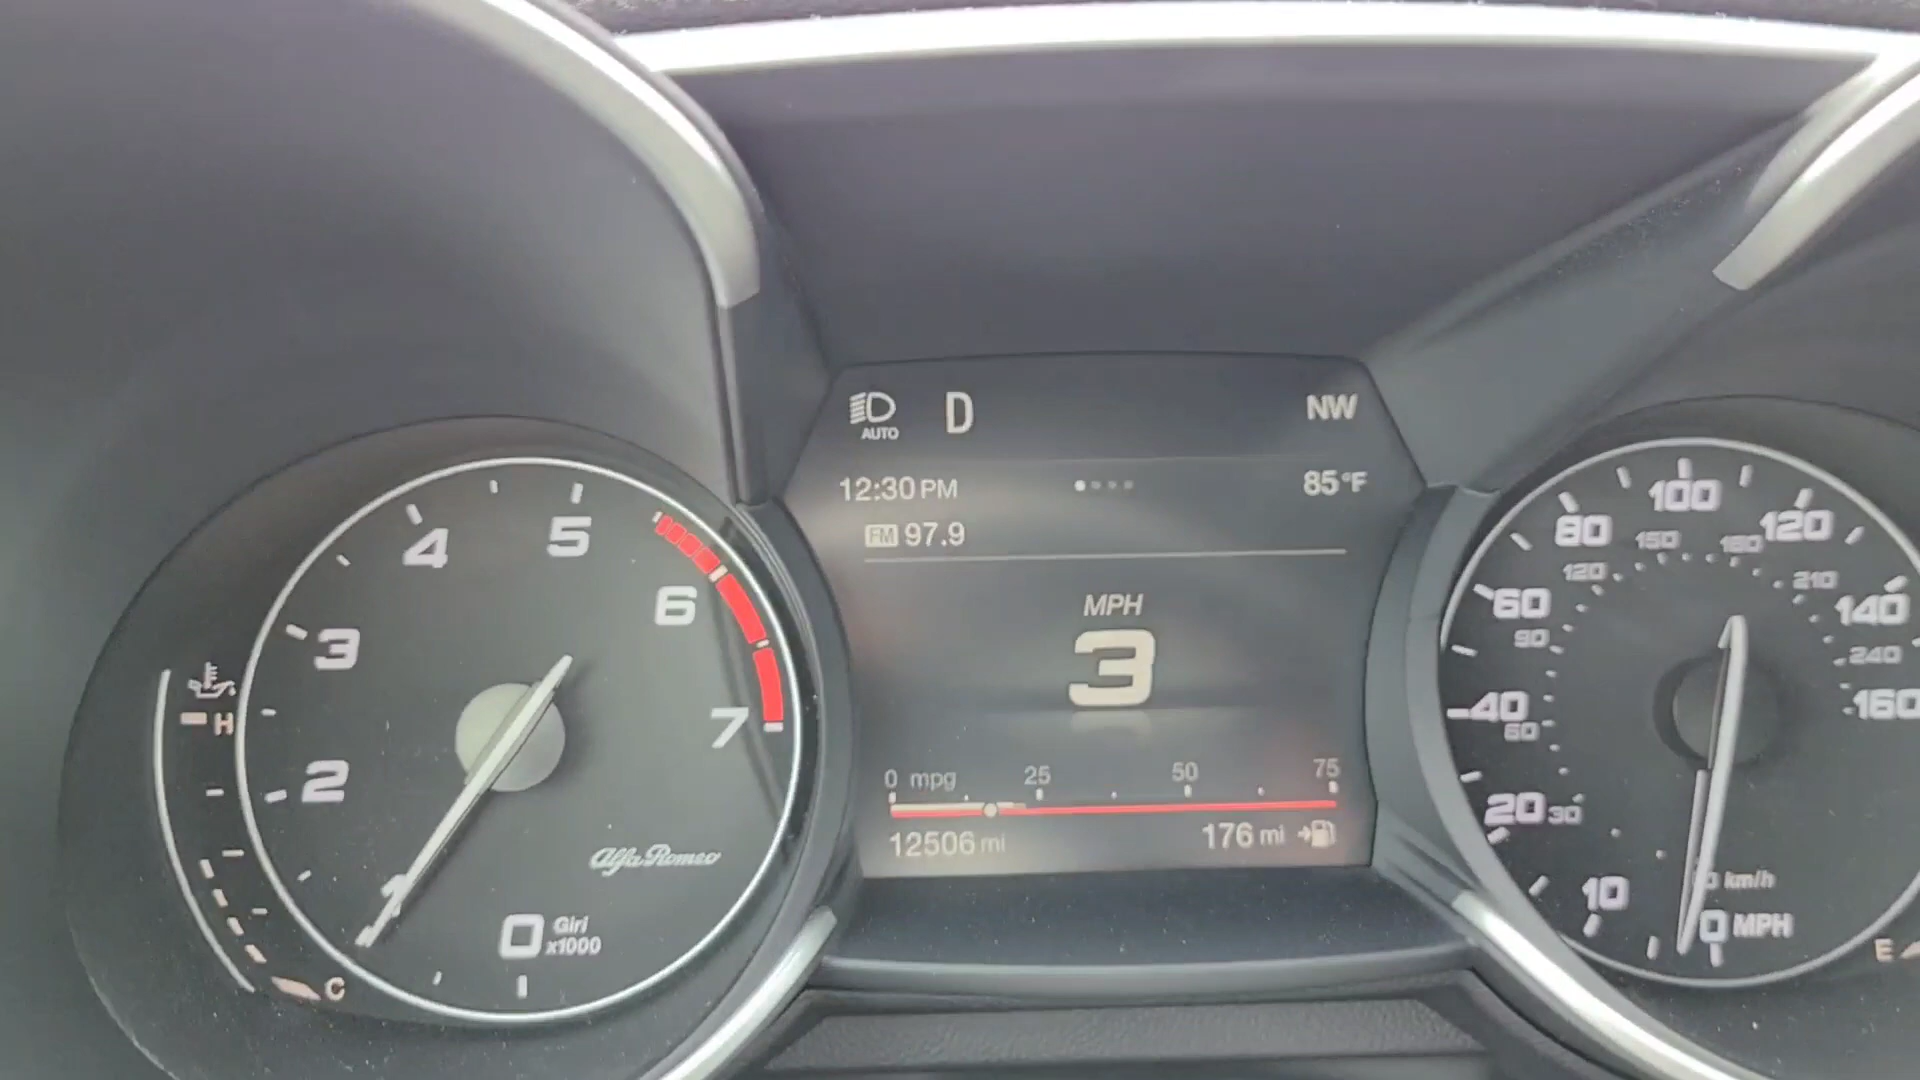 AUTO D NW
12:30 PM 85°F
FM 97.9
MPH
3
0 mpg 25 50 75
12506 mi 176 mi
1 2 3 4 5 6 7
H
C
Alfa Romeo
0 Giri
x1000
0 10 20 40 60 80 100 120 140 160
30 60 90 120 150 180 210 240
km/h
MPH
E